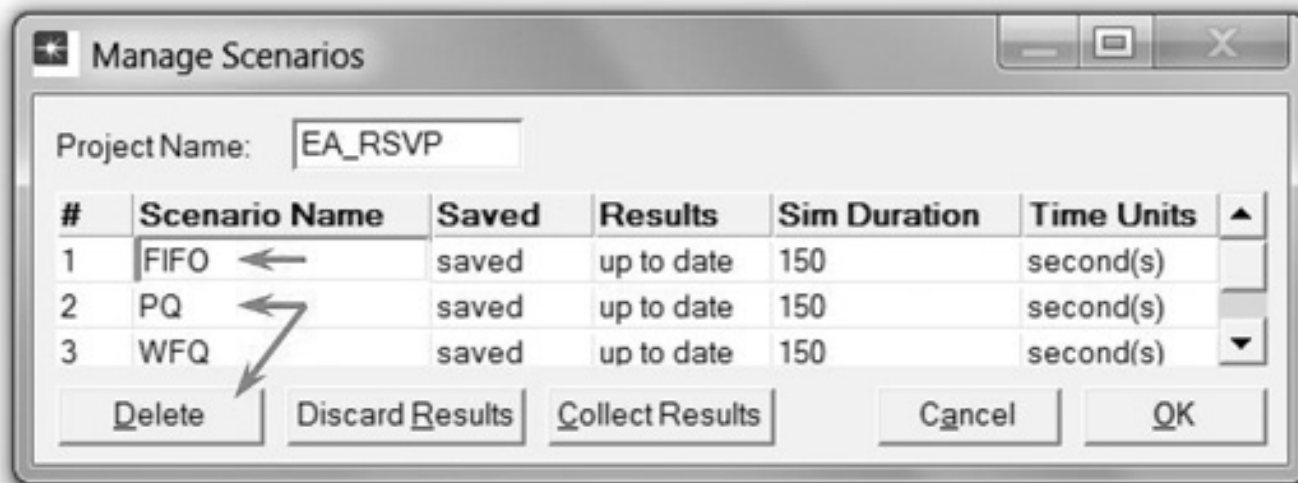 Manage Scenarios
Project Name: EA_RSVP
# Scenario Name Saved Results Sim Duration Time Units
1 FIFO saved up to date 150 second(s)
2 PQ saved up to date 150 second(s)
3 WFQ saved up to date 150 second(s)
Delete Discard Results Collect Results Cancel OK